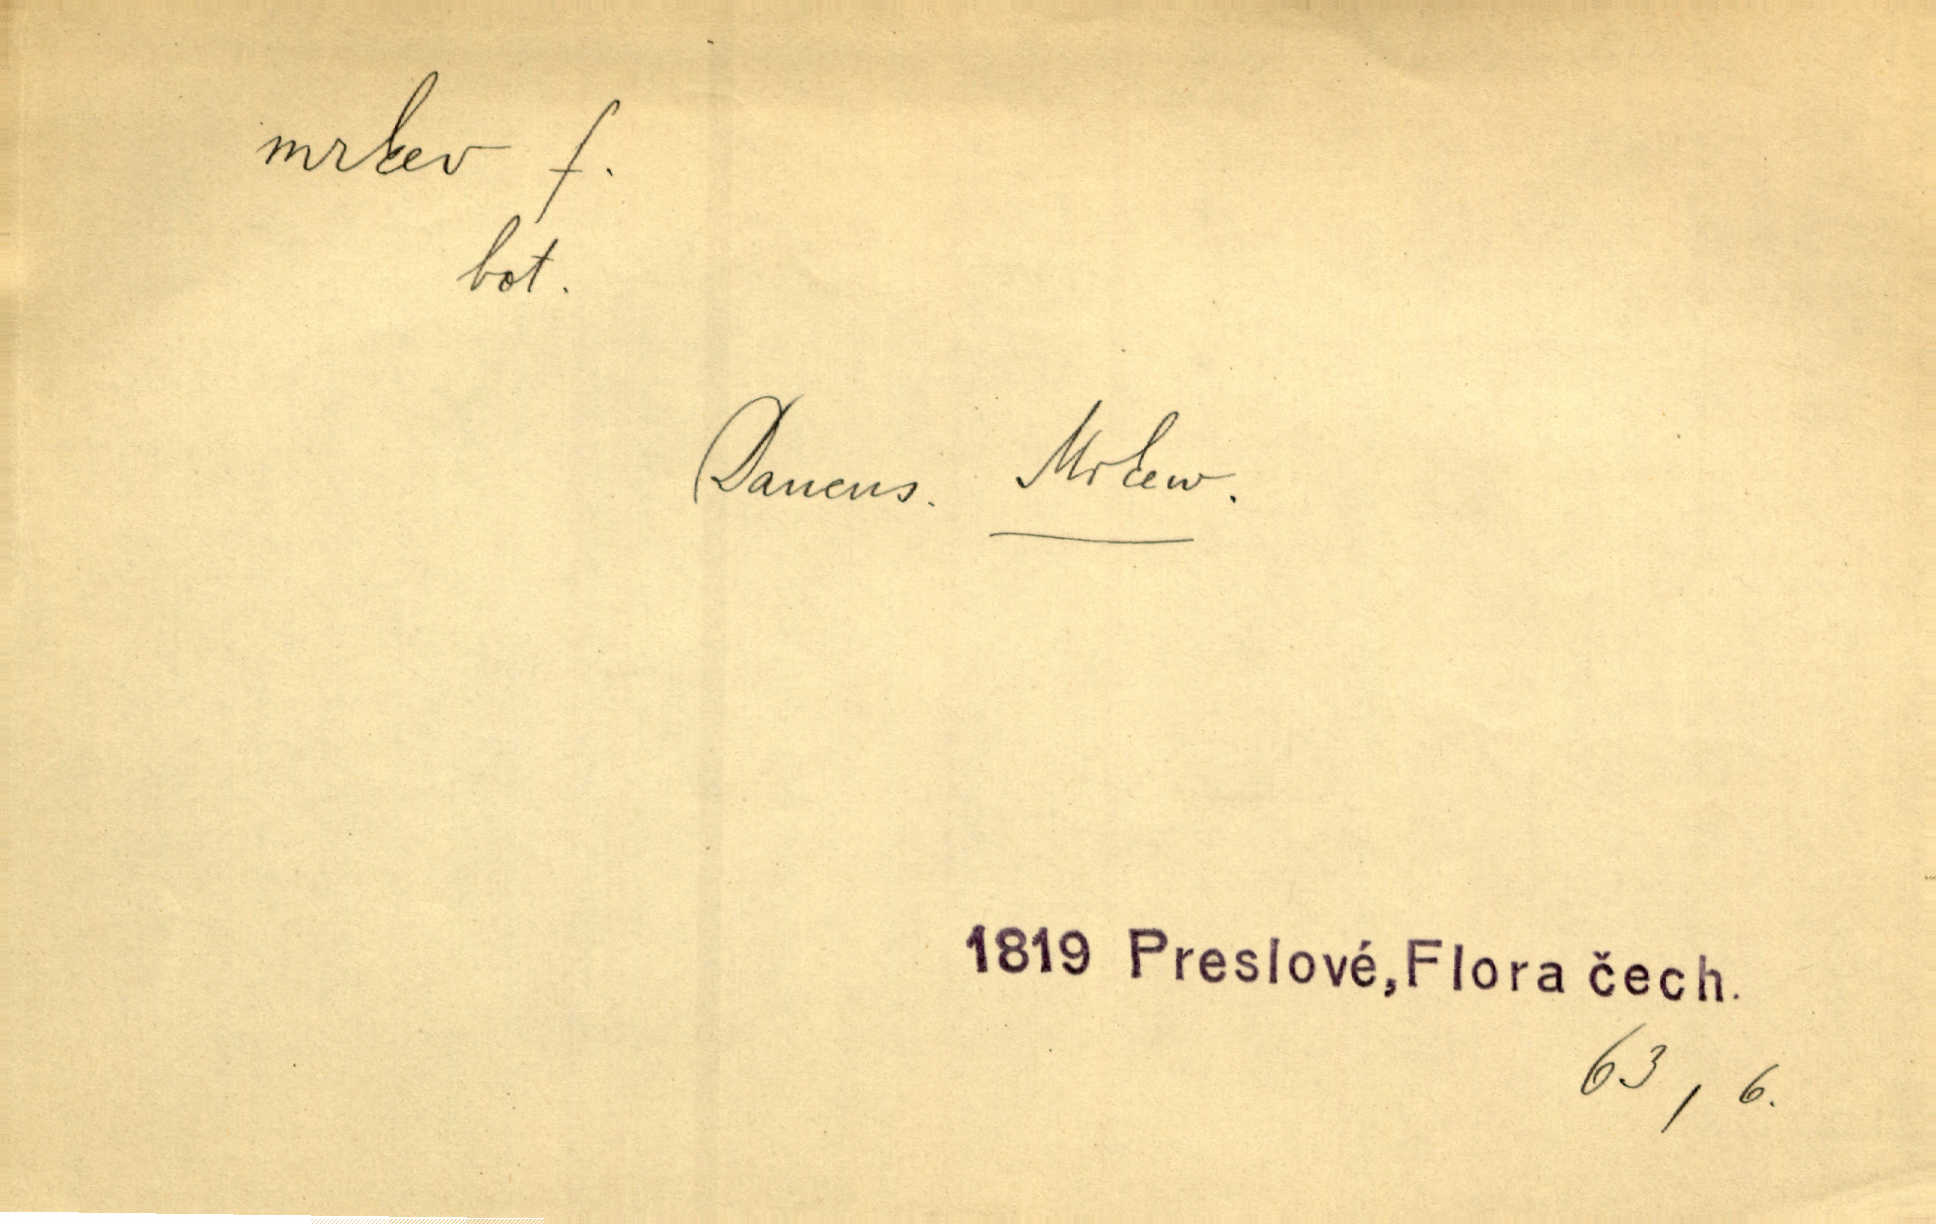 mrkev f.
bot.
Daucus. Mrkew.
1819 Preslové, Flora čech.
63, 6.